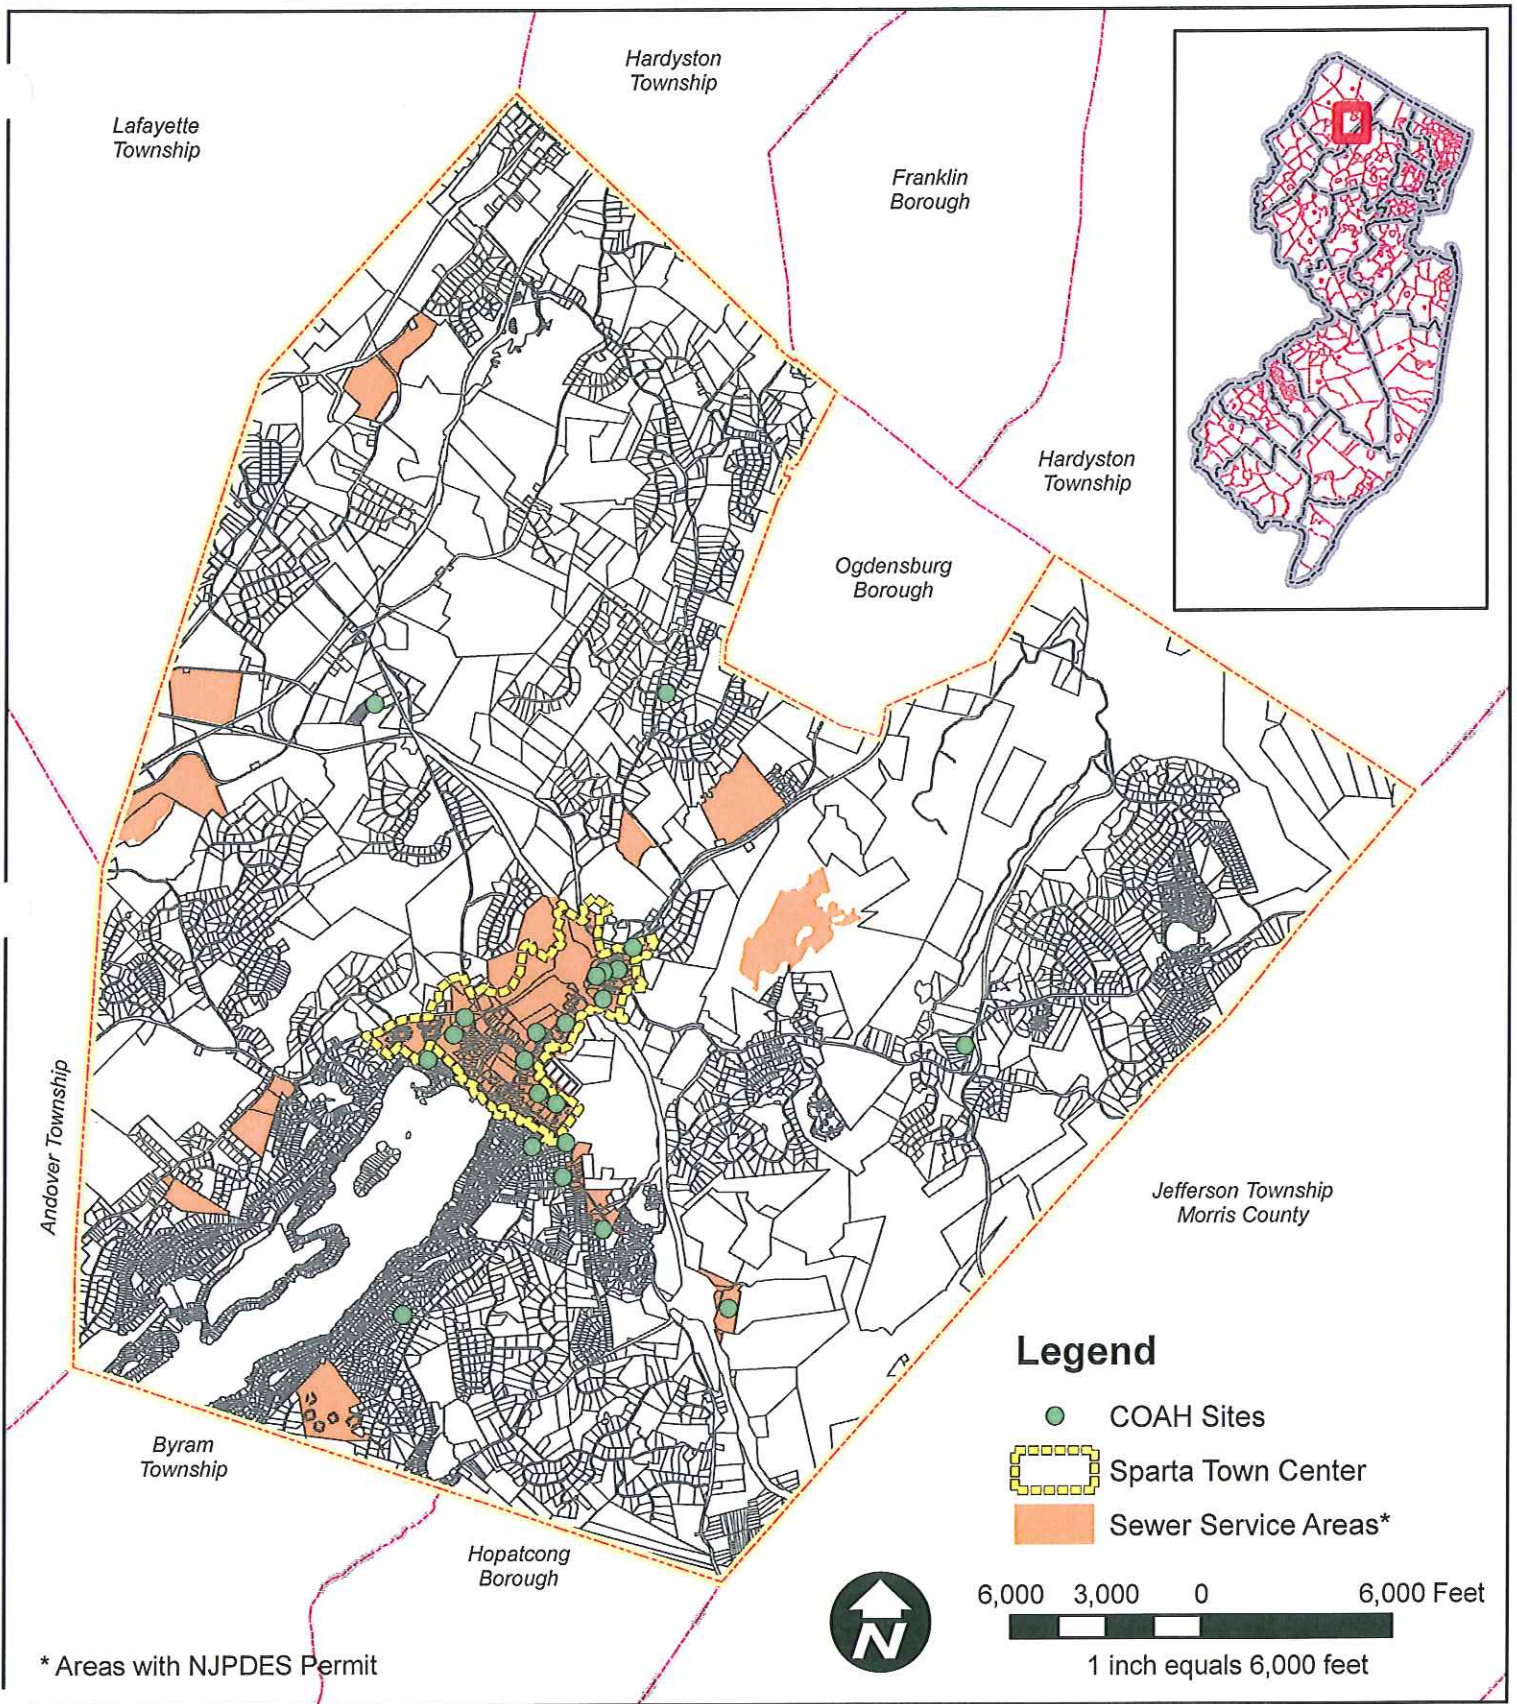 Hardyston
Township
Lafayette
Township
Franklin
Borough
Hardyston
Township
Ogdensburg
Borough
Andover Township
Jefferson Township
Morris County
Byram
Township
Hopatcong
Borough
Legend
COAH Sites
Sparta Town Center
Sewer Service Areas*
N
6,000 3,000 0 6,000 Feet
1 inch equals 6,000 feet
* Areas with NJPDES Permit